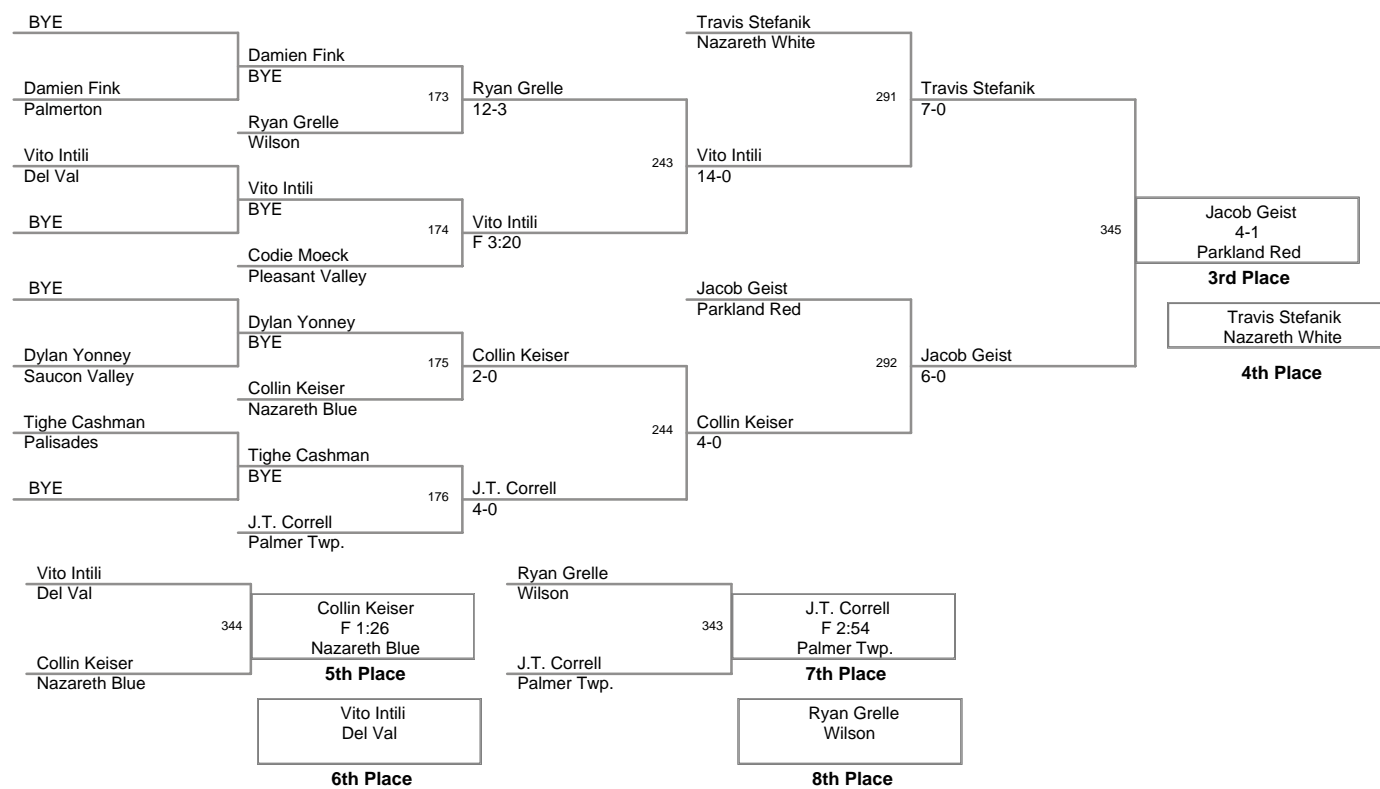 BYE
Damien Fink
Palmerton
Vito Intili
Del Val
BYE
BYE
Dylan Yonney
Saucon Valley
Tighe Cashman
Palisades
BYE
Damien Fink
BYE
173
Ryan Grelle
Wilson
Vito Intili
BYE
174
Codie Moeck
Pleasant Valley
Dylan Yonney
BYE
175
Collin Keiser
Nazareth Blue
Tighe Cashman
BYE
176
J.T. Correll
Palmer Twp.
Ryan Grelle
12-3
243
Vito Intili
F 3:20
Collin Keiser
2-0
244
J.T. Correll
4-0
Travis Stefanik
Nazareth White
291
Vito Intili
14-0
Jacob Geist
Parkland Red
292
Collin Keiser
4-0
Travis Stefanik
7-0
345
Jacob Geist
6-0
Jacob Geist
4-1
Parkland Red
3rd Place
Travis Stefanik
Nazareth White
4th Place
Vito Intili
Del Val
344
Collin Keiser
Nazareth Blue
Collin Keiser
F 1:26
Nazareth Blue
5th Place
Vito Intili
Del Val
6th Place
Ryan Grelle
Wilson
343
J.T. Correll
Palmer Twp.
J.T. Correll
F 2:54
Palmer Twp.
7th Place
Ryan Grelle
Wilson
8th Place